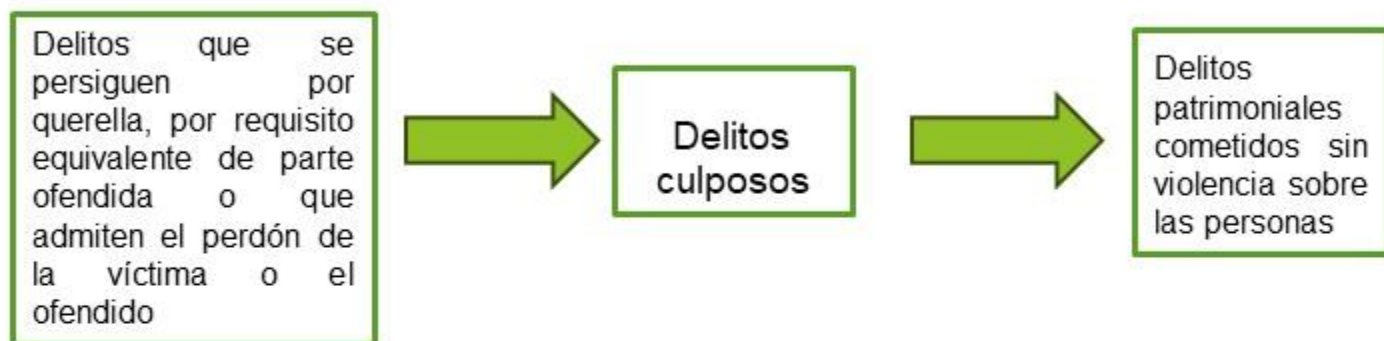 Delitos que se
persiguen por
querella, por requisito
equivalente de parte
ofendida o que
admiten el perdón de
la víctima o el
ofendido
Delitos
culposos
Delitos
patrimoniales
cometidos sin
violencia sobre
las personas